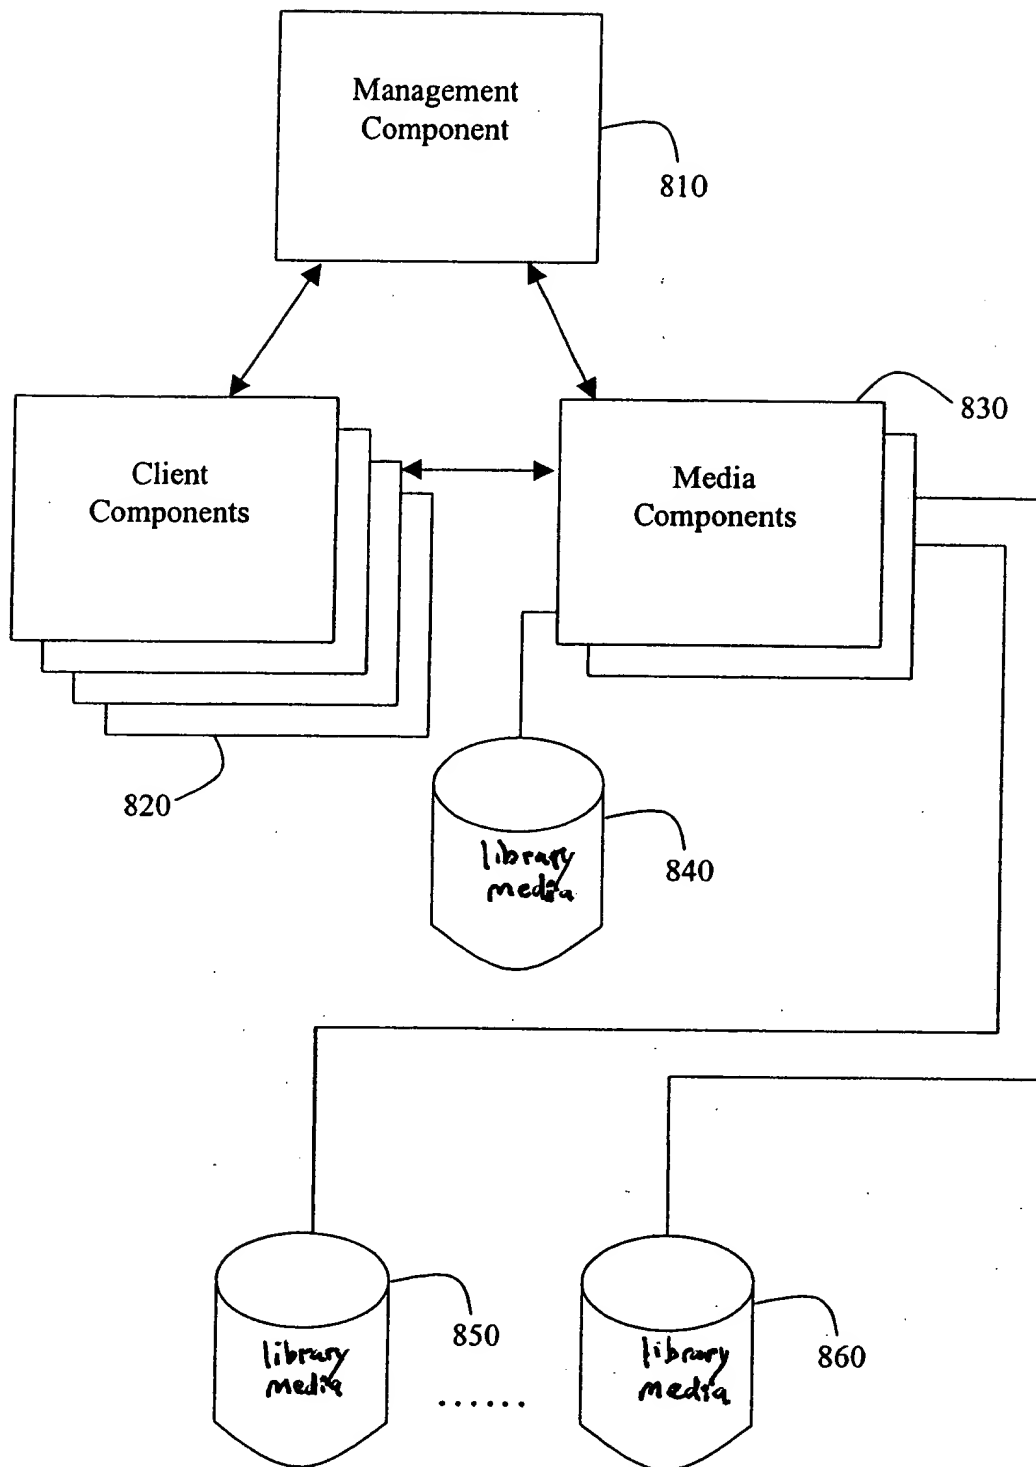 Management
Component
810
830
Client
Components
Media
Components
820
library
media
840
library
media
850
......
library
media
860